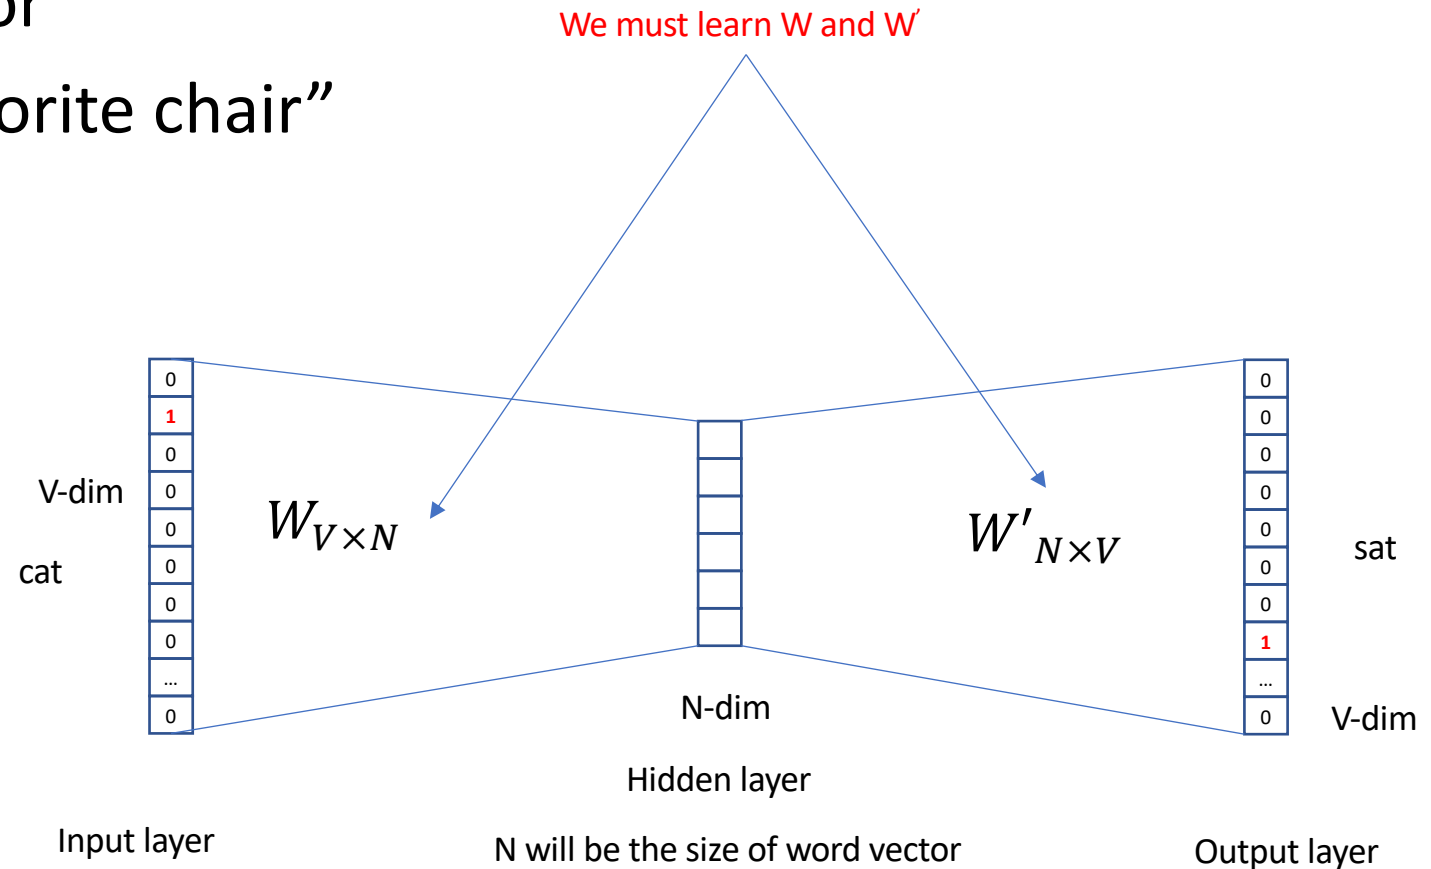 or
We must learn W and W′
orite chair”
0
1
0
0
0
0
0
0
...
0
V-dim
cat
W_{V×N}
W′_{N×V}
0
0
0
0
0
0
0
1
...
0
sat
V-dim
N-dim
Hidden layer
Input layer
N will be the size of word vector
Output layer